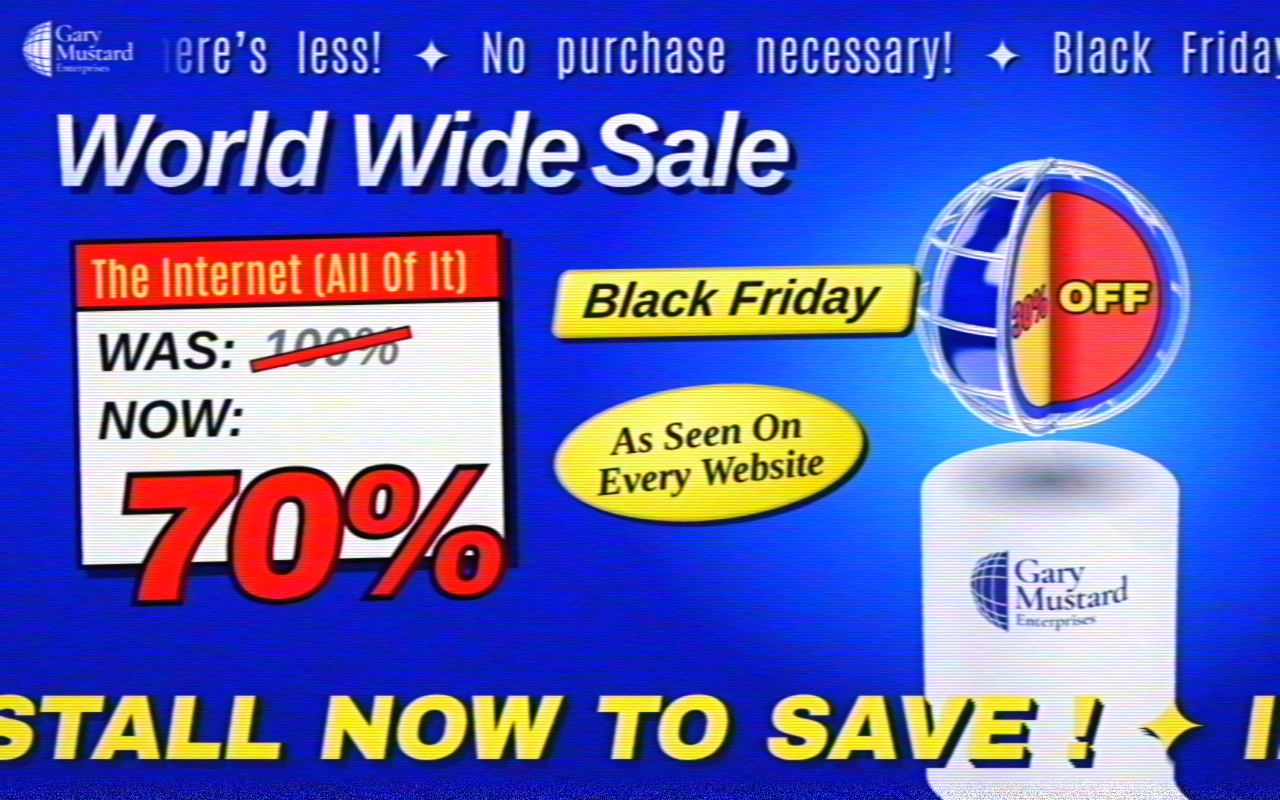 Gary
Mustard
Enterprises
ere's less! ✦ No purchase necessary! ✦ Black Friday
World Wide Sale
The Internet (All Of It)
WAS: 100%
NOW:
70%
Black Friday
As Seen On
Every Website
30% OFF
Gary
Mustard
Enterprises
STALL NOW TO SAVE! ✦